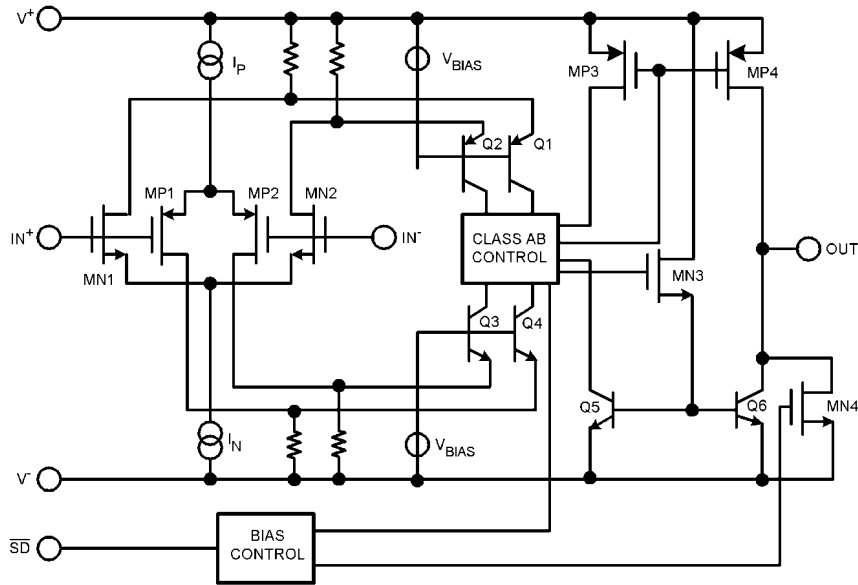 V+
IP
VBIAS
MP3
MP4
Q2
Q1
MP1
MP2
MN2
IN+
IN-
CLASS AB
CONTROL
OUT
MN1
MN3
Q3
Q4
Q5
Q6
MN4
IN
VBIAS
V-
SD
BIAS
CONTROL